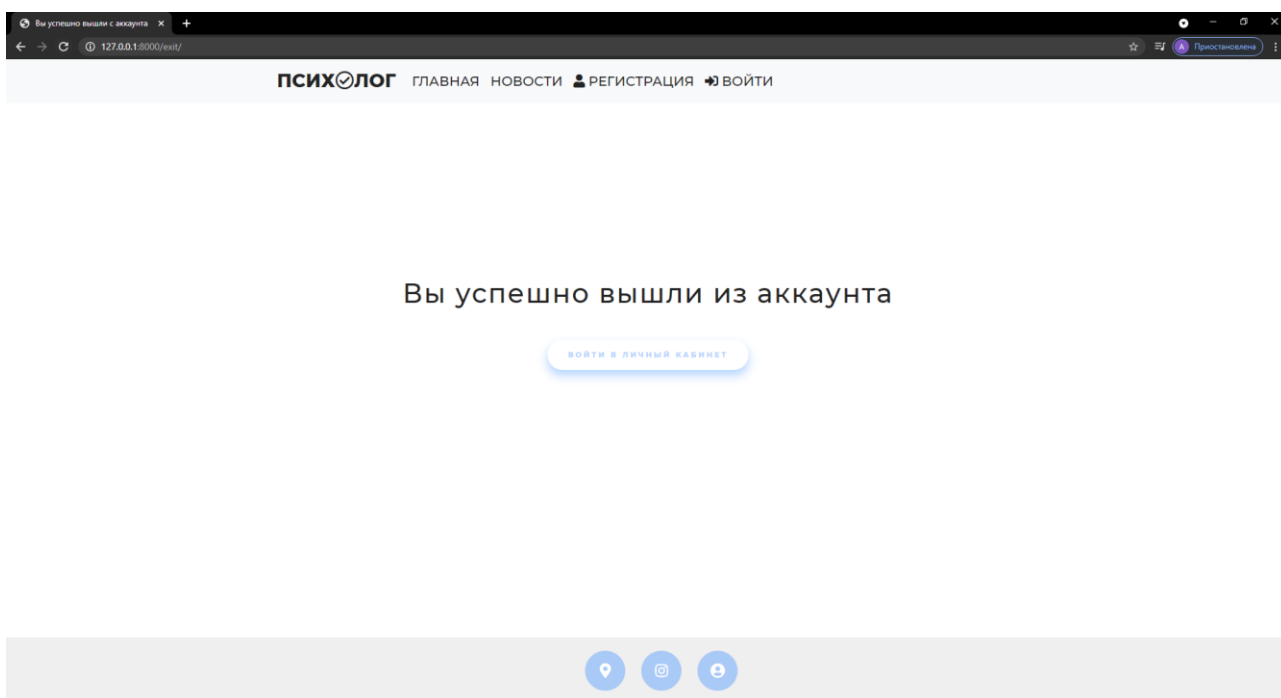 Вы успешно вышли с аккаунта
127.0.0.1:8000/exit/
А Приостановлена
ПСИХОЛОГ ГЛАВНАЯ НОВОСТИ РЕГИСТРАЦИЯ ВОЙТИ
Вы успешно вышли из аккаунта
ВОЙТИ В ЛИЧНЫЙ КАБИНЕТ